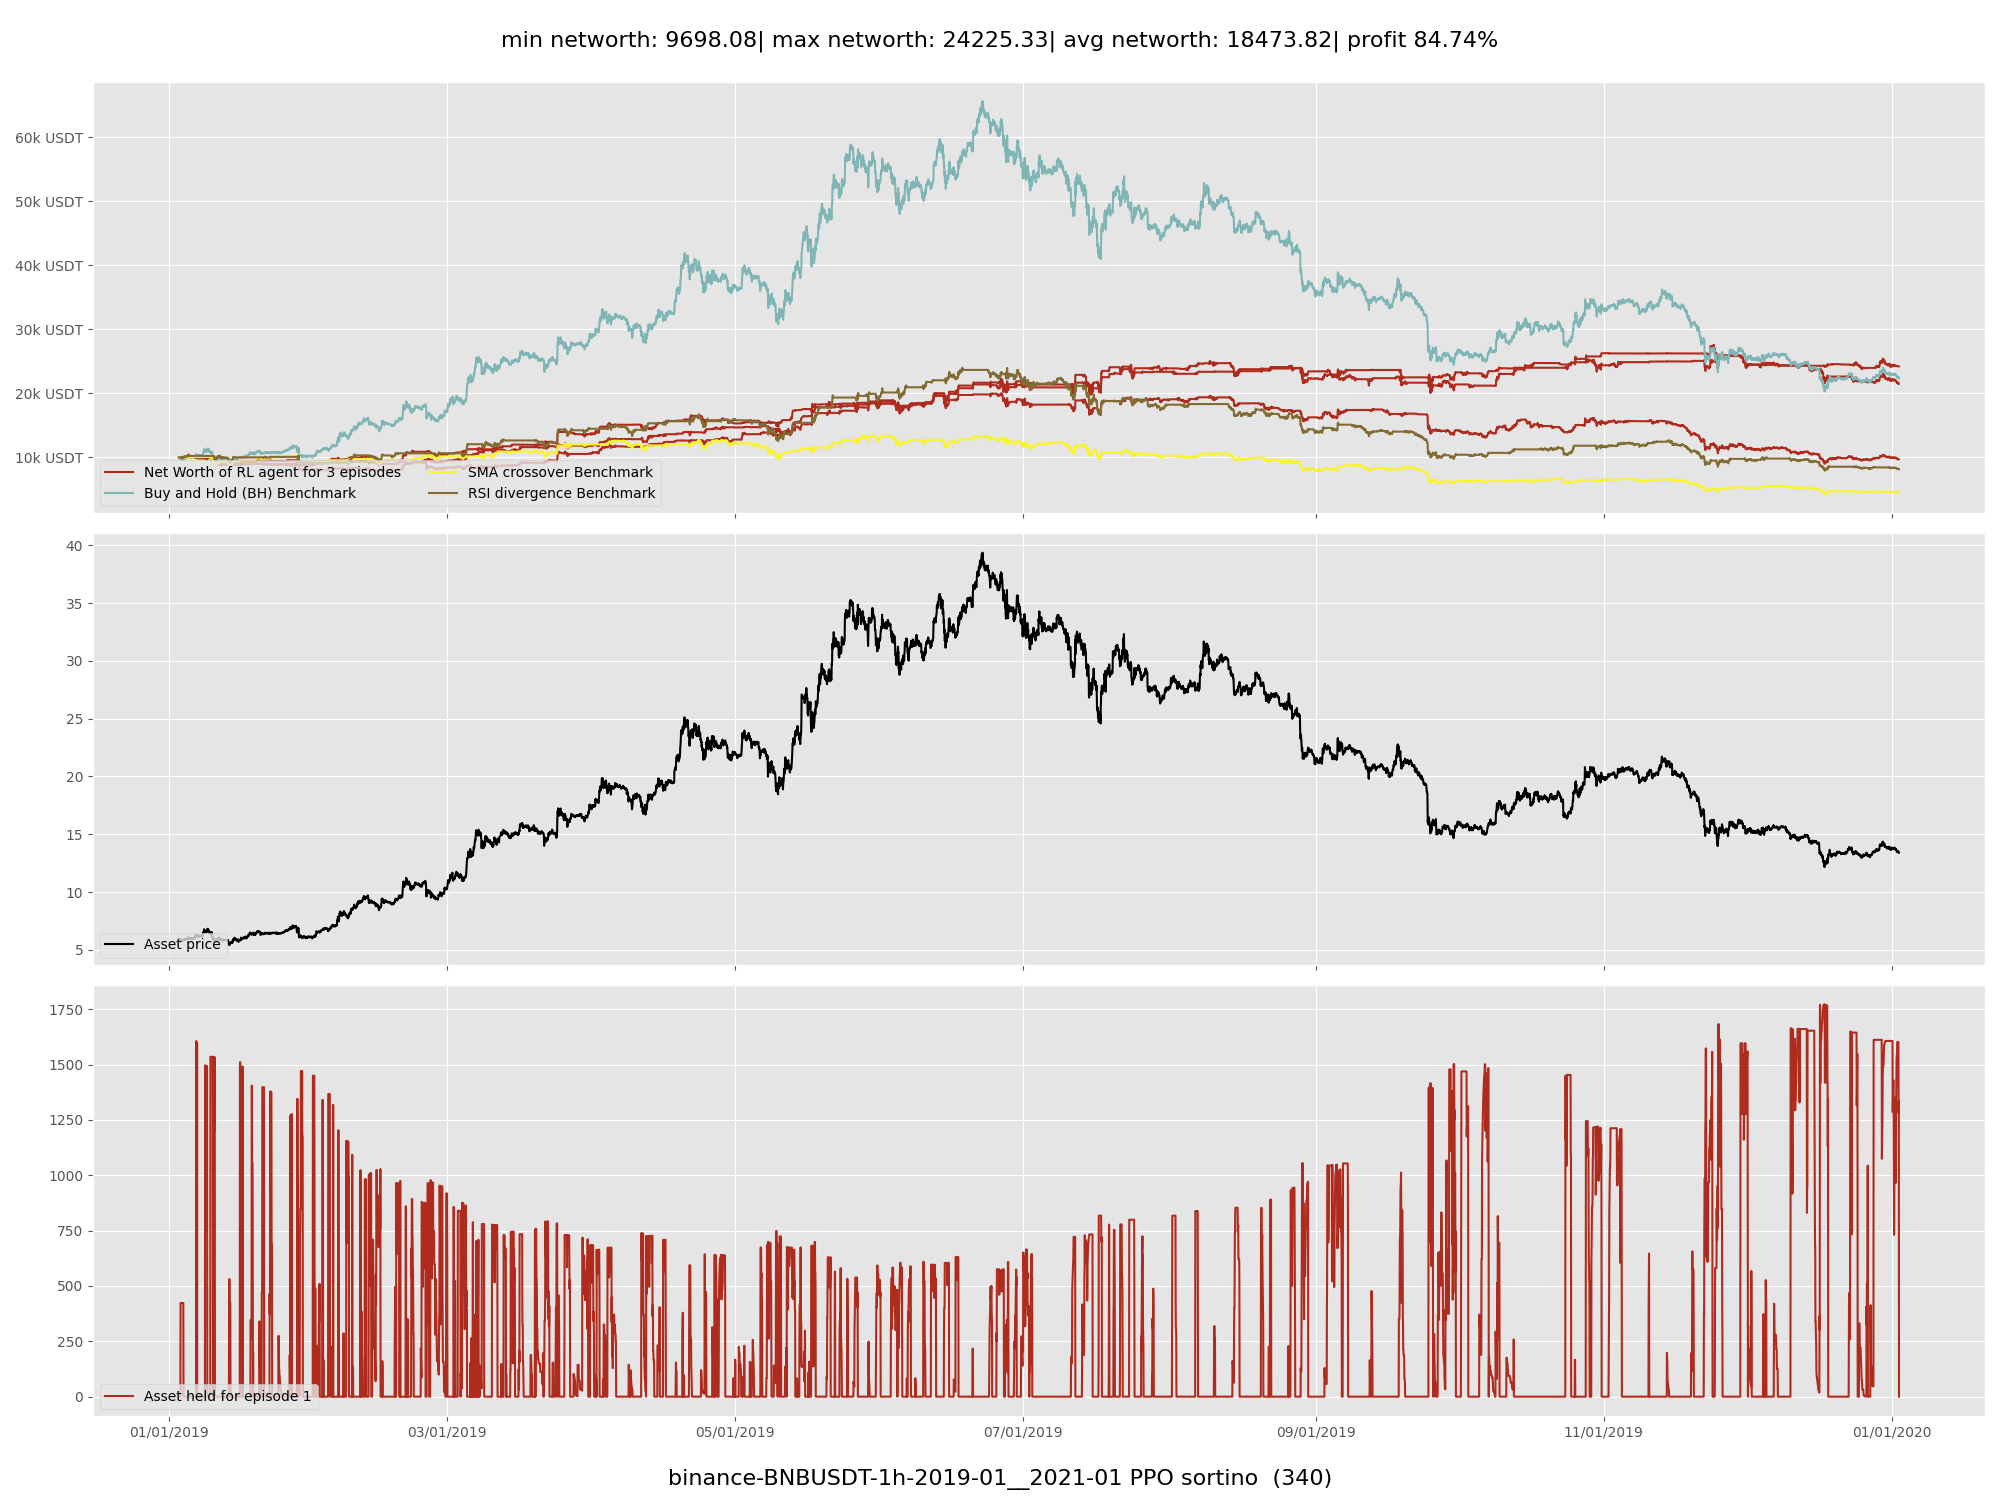 min networth: 9698.08| max networth: 24225.33| avg networth: 18473.82| profit 84.74%
60k USDT
50k USDT
40k USDT
30k USDT
20k USDT
10k USDT
Net Worth of RL agent for 3 episodes
Buy and Hold (BH) Benchmark
SMA crossover Benchmark
RSI divergence Benchmark
40
35
30
25
20
15
10
5
Asset price
1750
1500
1250
1000
750
500
250
0
Asset held for episode 1
01/01/2019
03/01/2019
05/01/2019
07/01/2019
09/01/2019
11/01/2019
01/01/2020
binance-BNBUSDT-1h-2019-01__2021-01 PPO sortino  (340)